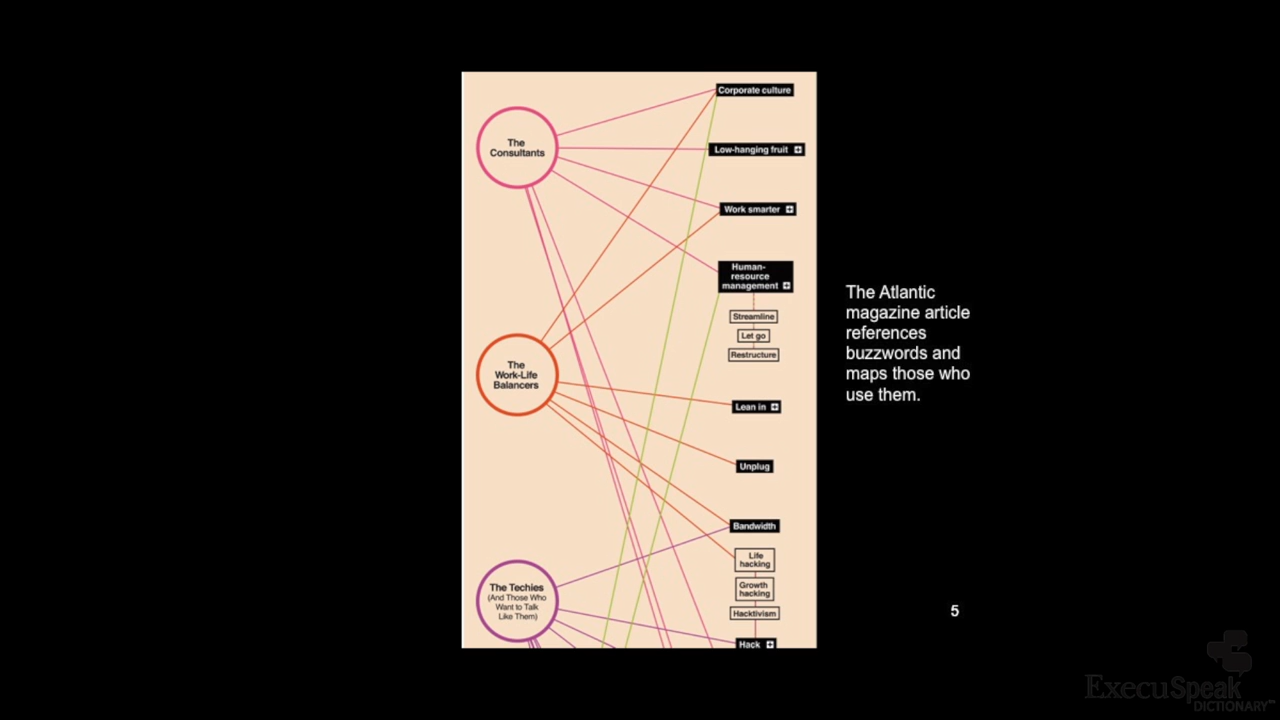 Corporate culture
The
Consultants
Low-hanging fruit
Work smarter
Human-
resource
management
Streamline
Let go
Restructure
The
Work-Life
Balancers
Lean in
Unplug
Bandwidth
Life
hacking
Growth
hacking
Hacktivism
The Techies
(And Those Who
Want to Talk
Like Them)
Hack
The Atlantic
magazine article
references
buzzwords and
maps those who
use them.
5
ExecuSpeak
DICTIONARY™